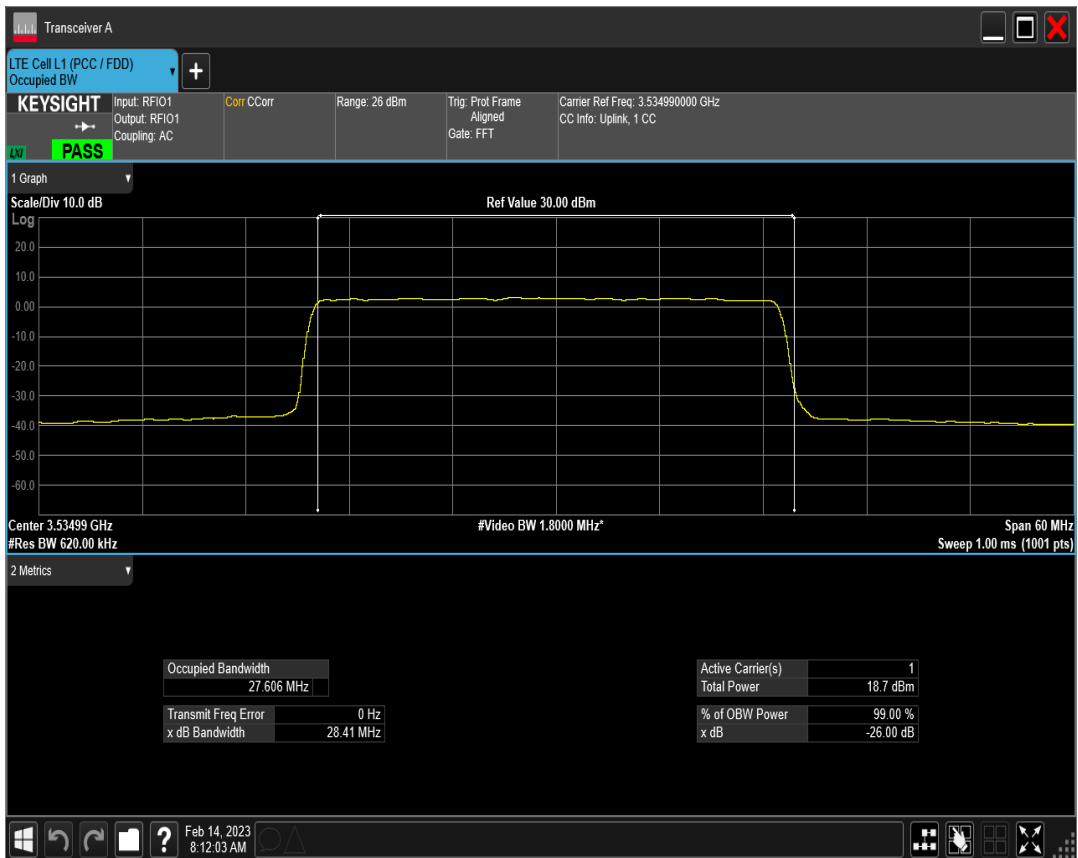 Transceiver A
LTE Cell L1 (PCC / FDD)
Occupied BW
KEYSIGHT
LXI
PASS
Input: RFIO1
Output: RFIO1
Coupling: AC
Corr CCorr
Range: 26 dBm
Trig: Prot Frame
Aligned
Gate: FFT
Carrier Ref Freq: 3.534990000 GHz
CC Info: Uplink, 1 CC
1 Graph
Scale/Div 10.0 dB
Ref Value 30.00 dBm
Log
20.0
10.0
0.00
-10.0
-20.0
-30.0
-40.0
-50.0
-60.0
Center 3.53499 GHz
#Video BW 1.8000 MHz*
Span 60 MHz
#Res BW 620.00 kHz
Sweep 1.00 ms (1001 pts)
2 Metrics
Occupied Bandwidth
27.606 MHz
Transmit Freq Error 0 Hz
x dB Bandwidth 28.41 MHz
Active Carrier(s) 1
Total Power 18.7 dBm
% of OBW Power 99.00 %
x dB -26.00 dB
?
Feb 14, 2023
8:12:03 AM